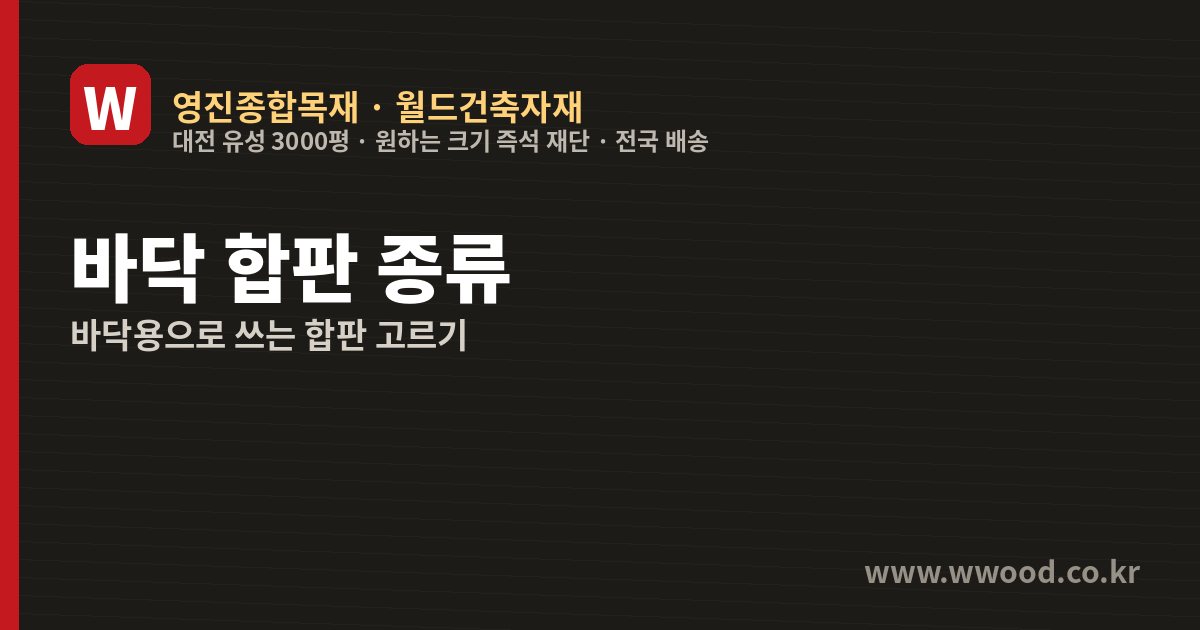 W
영진종합목재 · 월드건축자재
대전 유성 3000평 · 원하는 크기 즉석 재단 · 전국 배송
바닥 합판 종류
바닥용으로 쓰는 합판 고르기
www.wwood.co.kr